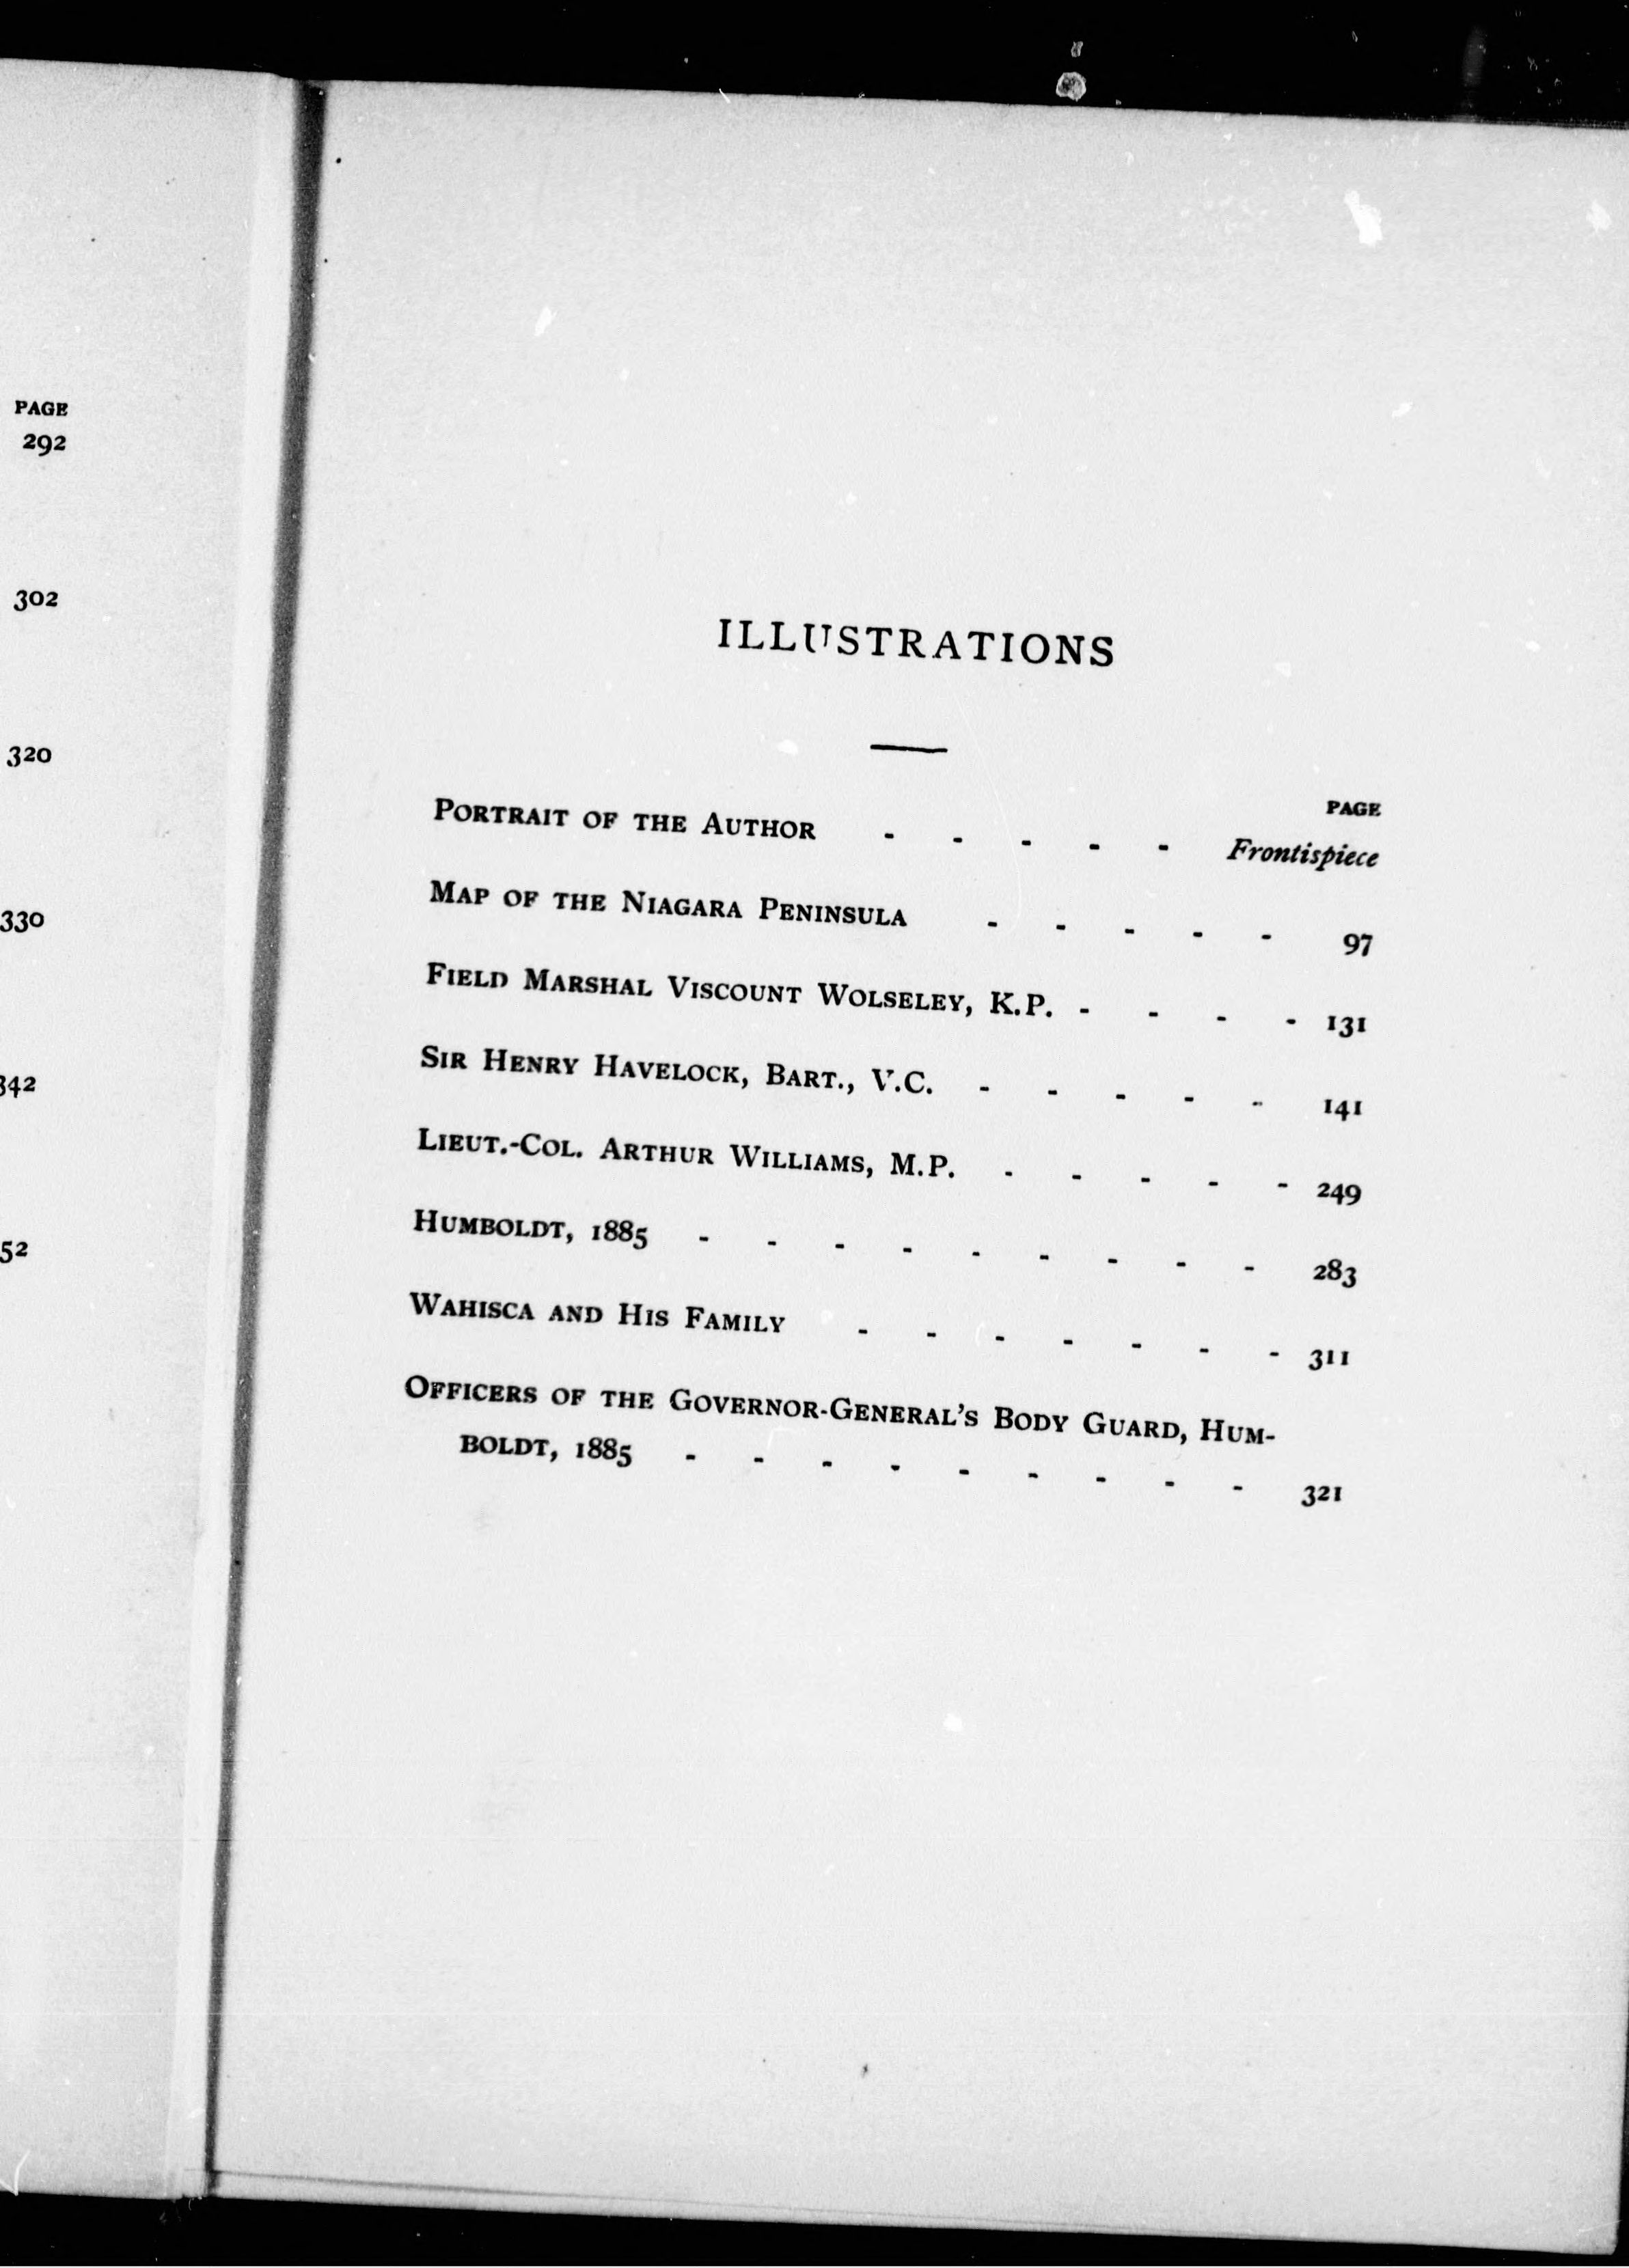 PAGE
292
302
320
330
342
52
ILLUSTRATIONS
PAGE
PORTRAIT OF THE AUTHOR - - - - - Frontispiece
MAP OF THE NIAGARA PENINSULA - - - - - 97
FIELD MARSHAL VISCOUNT WOLSELEY, K.P. - - - - 131
SIR HENRY HAVELOCK, BART., V.C. - - - - - 141
LIEUT.-COL. ARTHUR WILLIAMS, M.P. - - - - - 249
HUMBOLDT, 1885 - - - - - - - - - 283
WAHISCA AND HIS FAMILY - - - - - - - 311
OFFICERS OF THE GOVERNOR-GENERAL'S BODY GUARD, HUM-
BOLDT, 1885 - - - - - - - - - 321